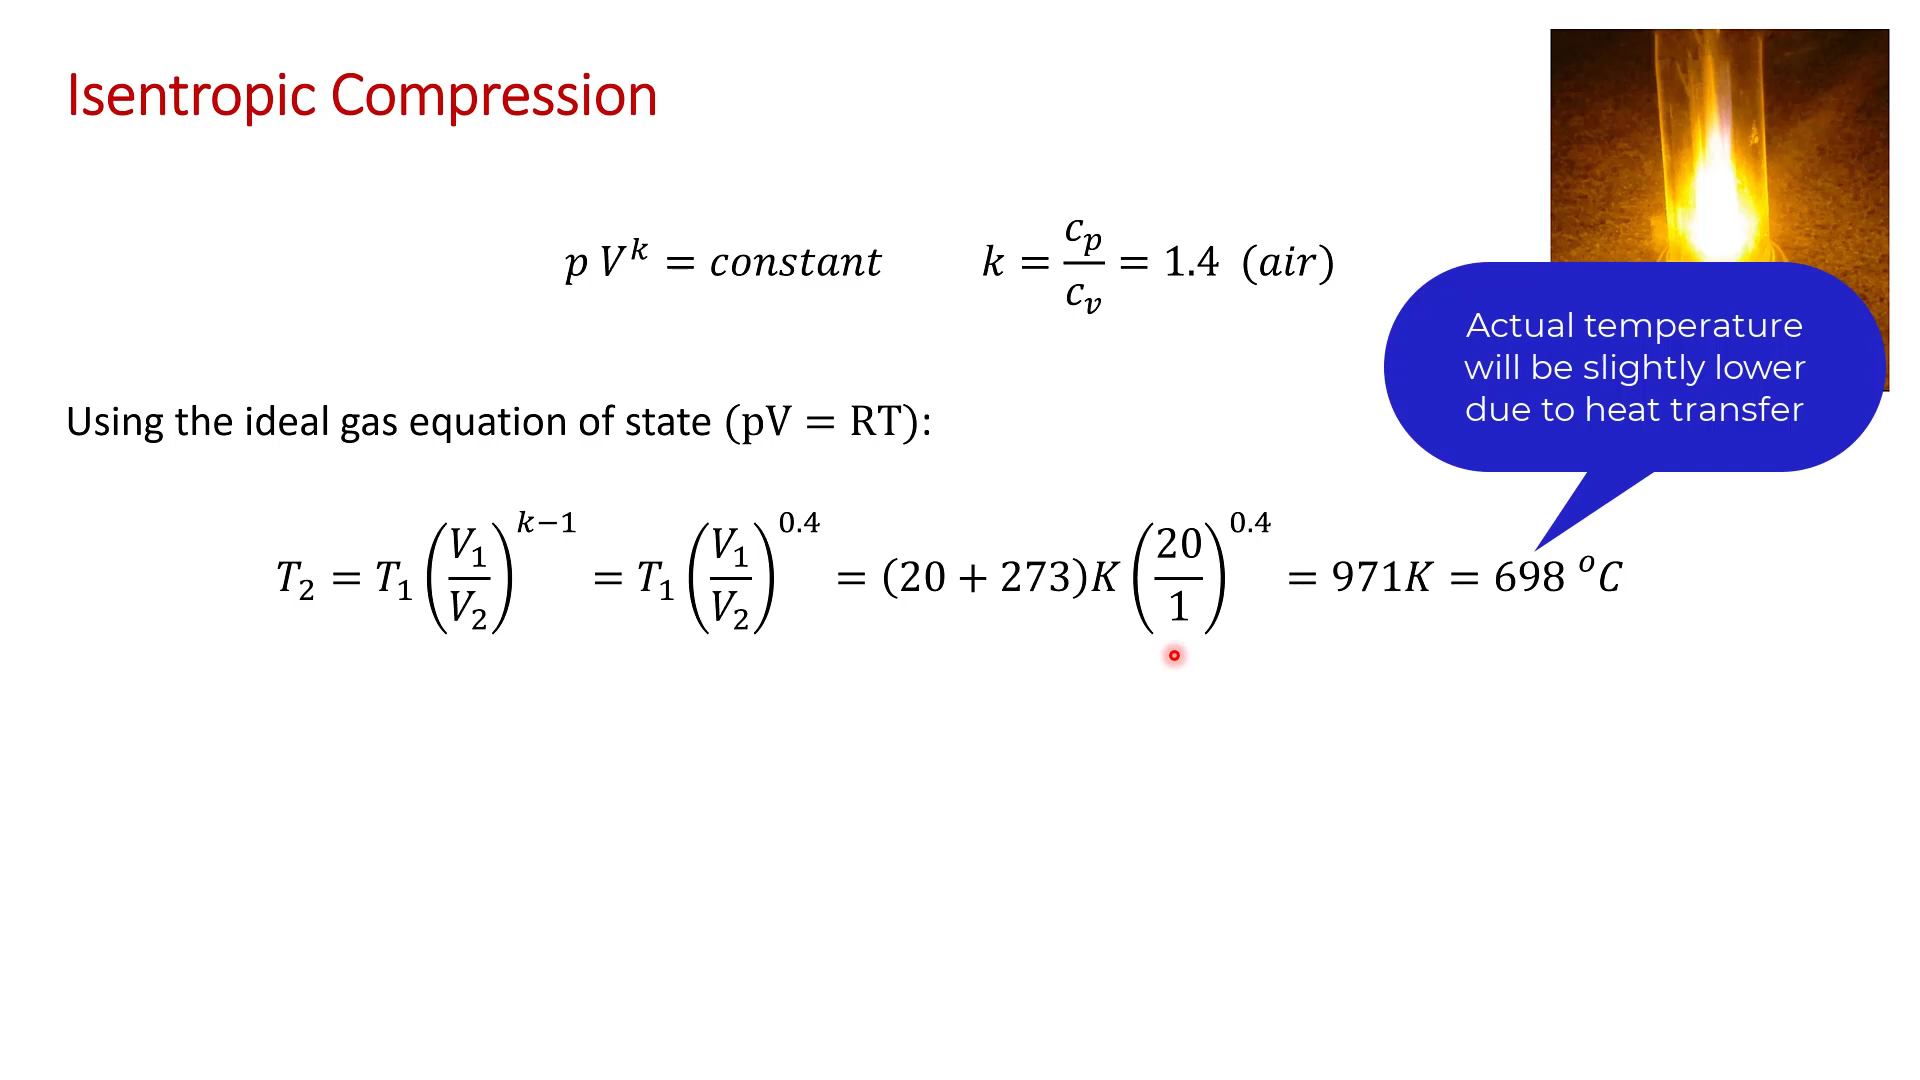 Isentropic Compression
p V^k = constant    k = c_p/c_v = 1.4 (air)
Actual temperature
will be slightly lower
due to heat transfer
Using the ideal gas equation of state (pV = RT):
T_2 = T_1 (V_1/V_2)^{k−1} = T_1 (V_1/V_2)^{0.4} = (20 + 273)K (20/1)^{0.4} = 971K = 698 °C